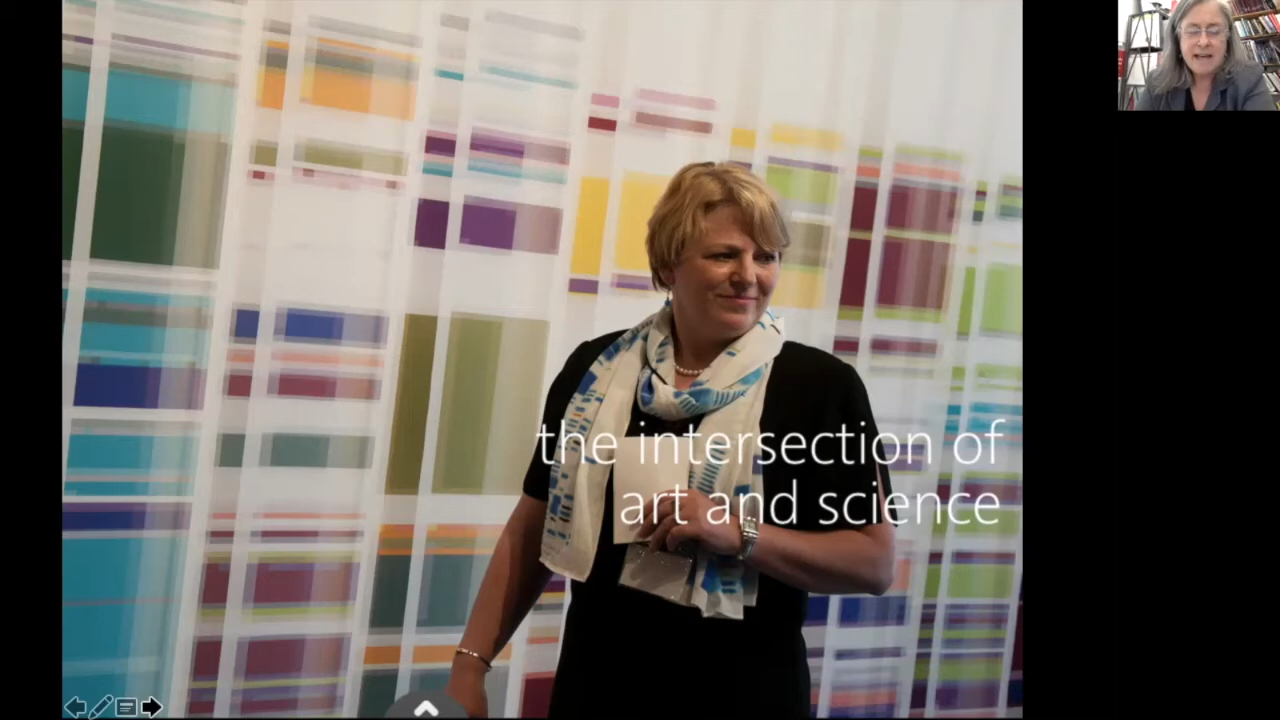 the intersection of
art and science